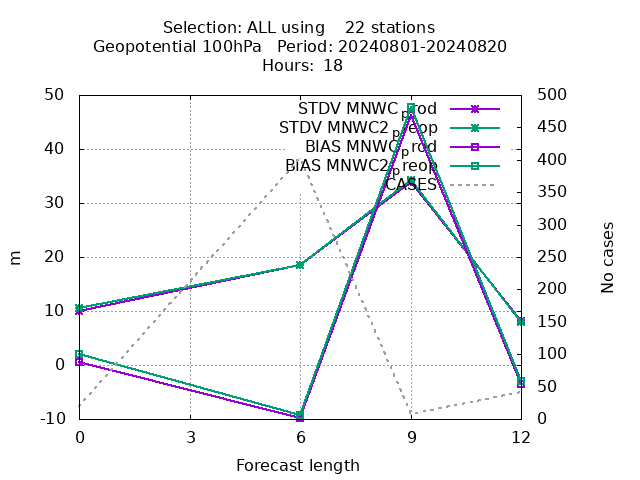 Selection: ALL using    22 stations
Geopotential 100hPa   Period: 20240801-20240820
Hours: 18
STDV MNWC_prod
STDV MNWC2_preop
BIAS MNWC_prod
BIAS MNWC2_preop
CASES
50
40
30
20
10
0
-10
m
500
450
400
350
300
250
200
150
100
50
0
No cases
0 3 6 9 12
Forecast length